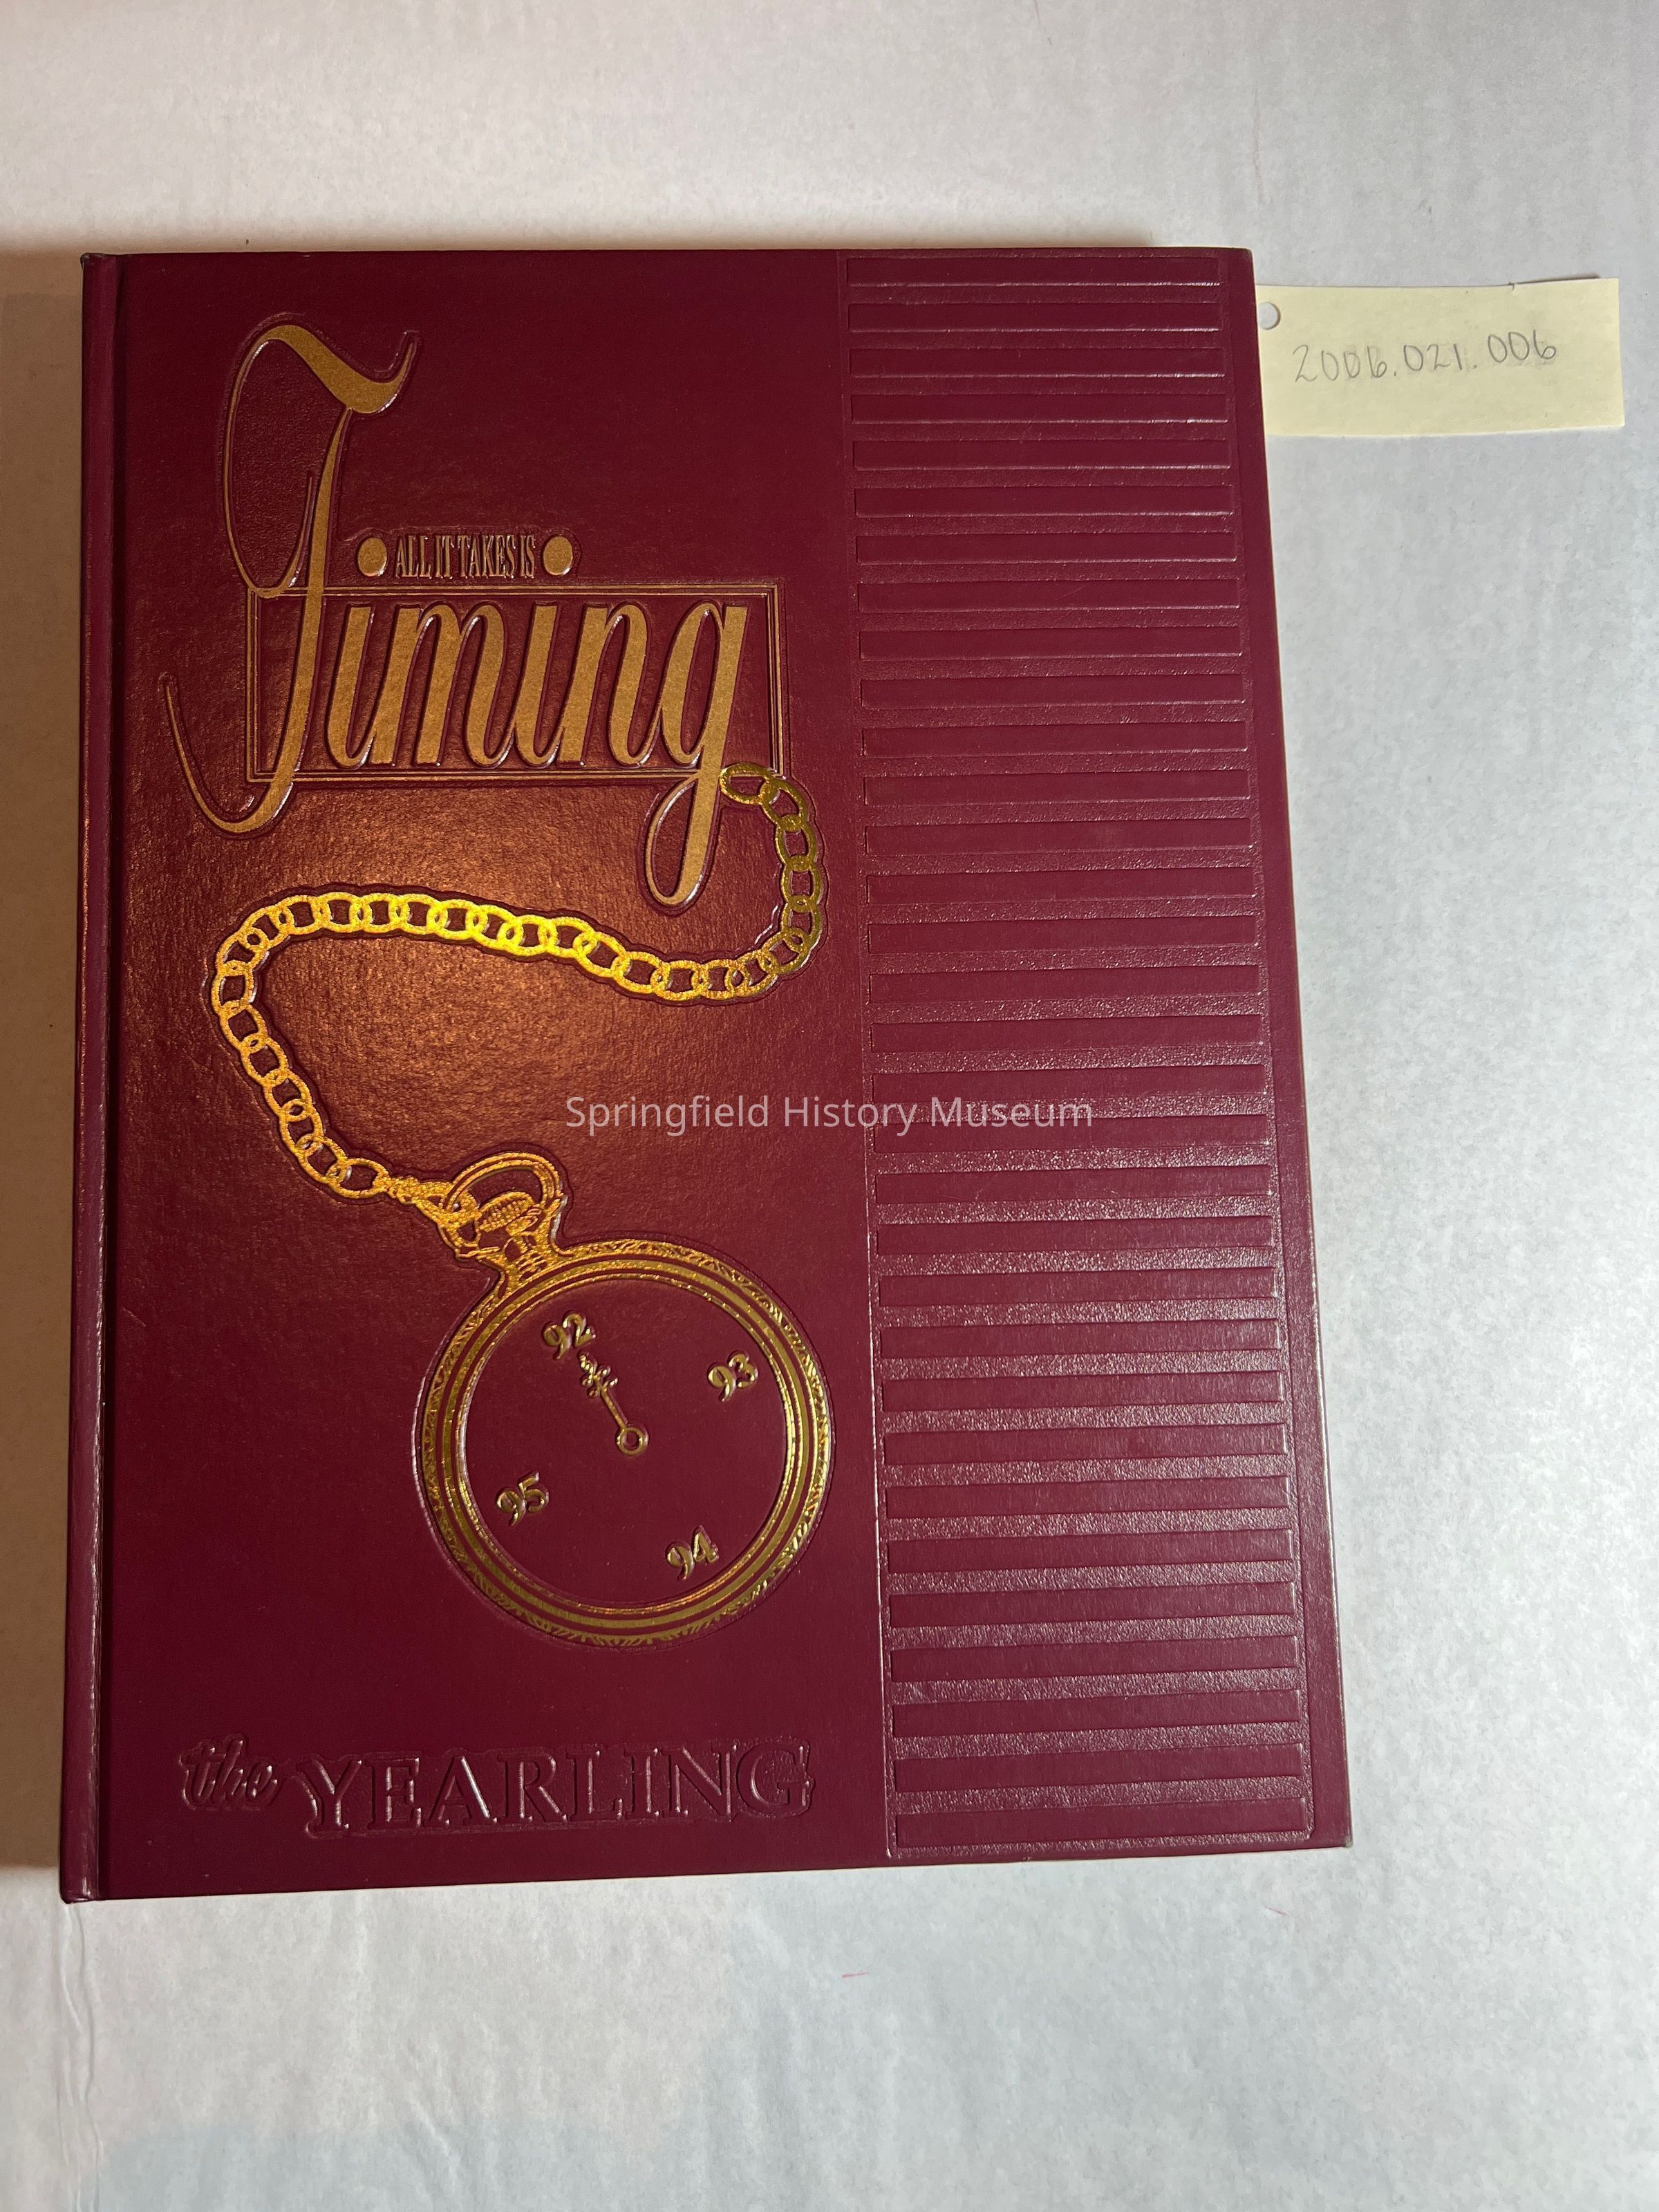 2006.021.006
ALL IT TAKES IS
Timing
Springfield History Museum
92
93
95
94
the YEARLING